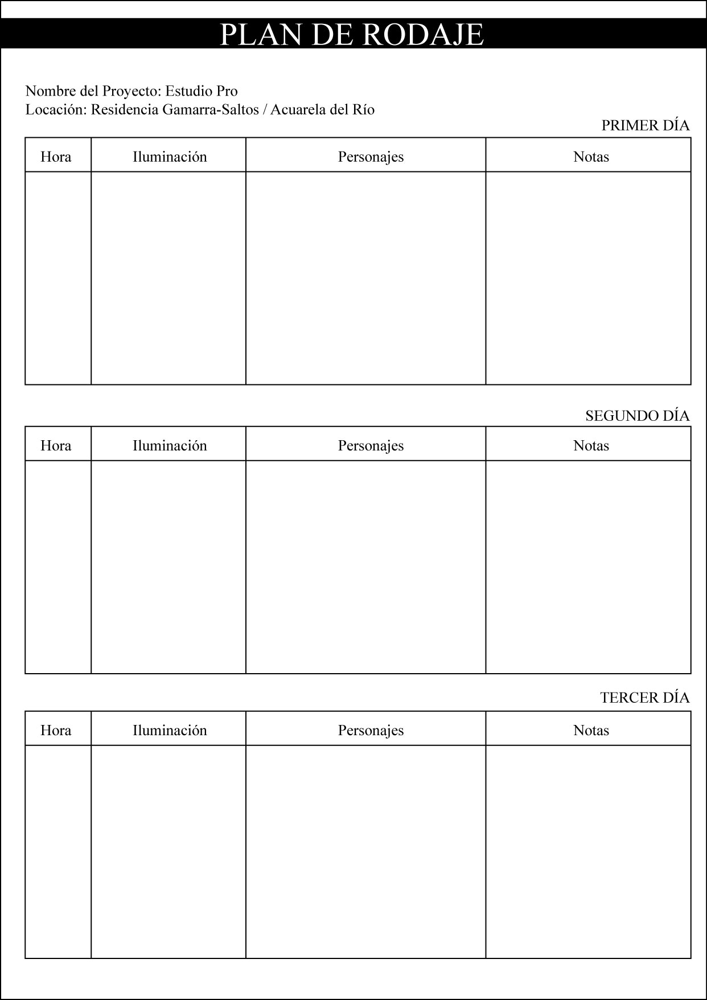 PLAN DE RODAJE
Nombre del Proyecto: Estudio Pro
Locación: Residencia Gamarra-Saltos / Acuarela del Río
PRIMER DÍA
Hora Iluminación Personajes Notas
SEGUNDO DÍA
Hora Iluminación Personajes Notas
TERCER DÍA
Hora Iluminación Personajes Notas